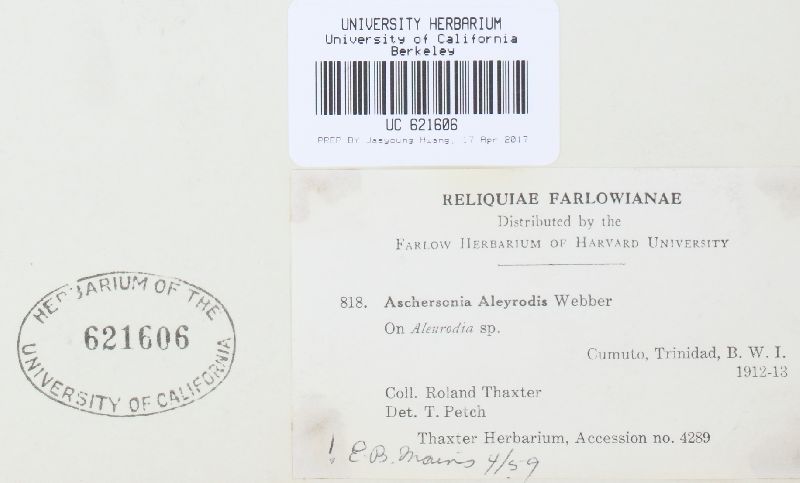 UNIVERSITY HERBARIUM
University of California
Berkeley
UC 621606
PREP BY Jaeyoung Huang, 17 Apr 2017
RELIQUIAE FARLOWIANAE
Distributed by the
FARLOW HERBARIUM OF HARVARD UNIVERSITY
818. Aschersonia Aleyrodis Webber
On Aleurodia sp.
Cumuto, Trinidad, B. W. I.
1912-13
Coll. Roland Thaxter
Det. T. Petch
Thaxter Herbarium, Accession no. 4289
! E.B. Mains 4/59
HERBARIUM OF THE
621606
UNIVERSITY OF CALIFORNIA